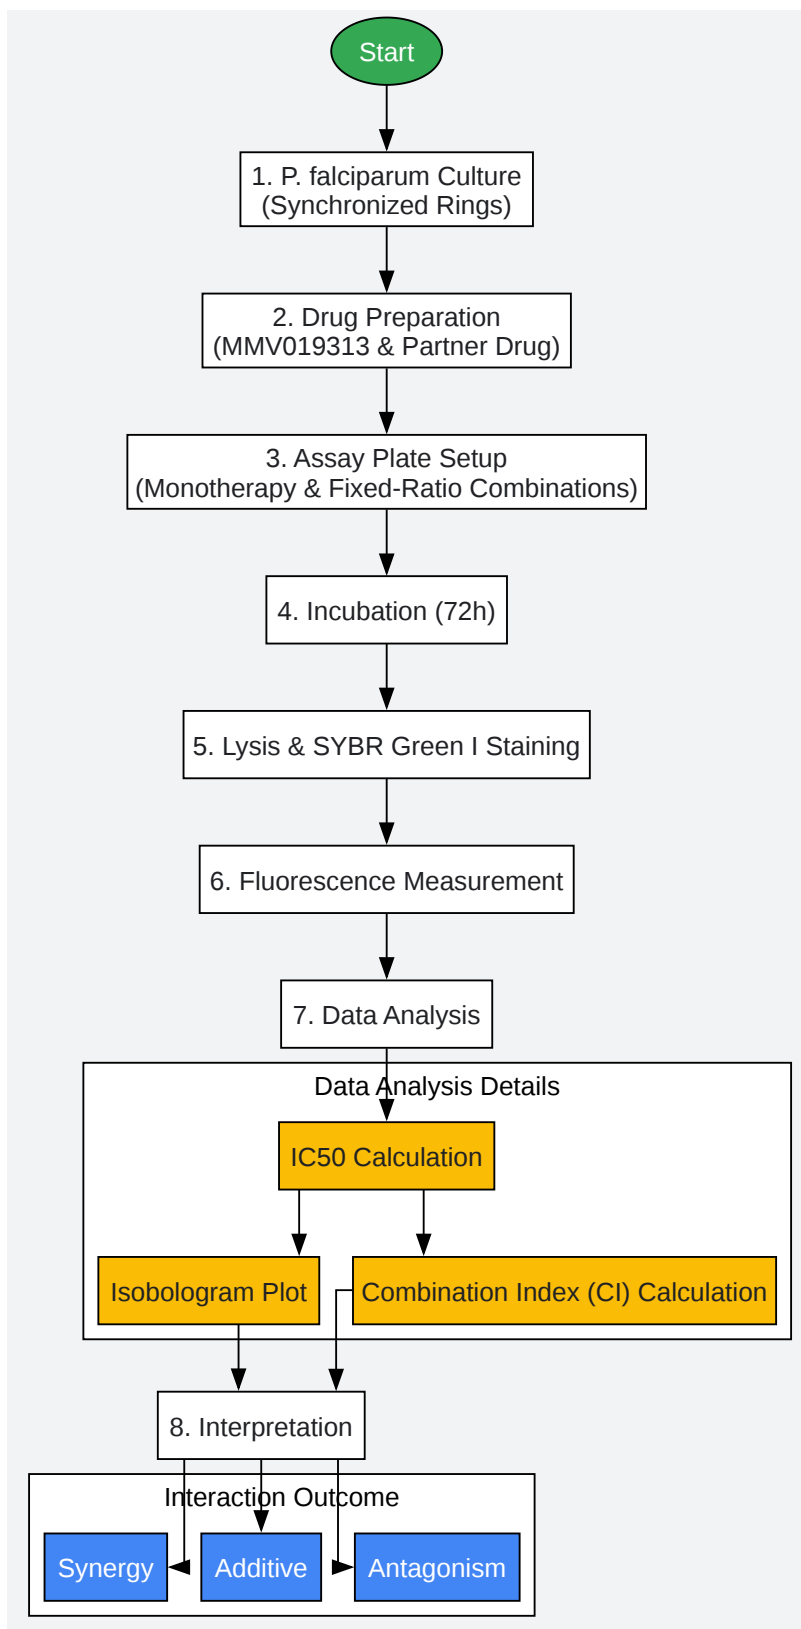 Start
1. P. falciparum Culture
(Synchronized Rings)
2. Drug Preparation
(MMV019313 & Partner Drug)
3. Assay Plate Setup
(Monotherapy & Fixed-Ratio Combinations)
4. Incubation (72h)
5. Lysis & SYBR Green I Staining
6. Fluorescence Measurement
7. Data Analysis
Data Analysis Details
IC50 Calculation
Isobologram Plot
Combination Index (CI) Calculation
8. Interpretation
Interaction Outcome
Synergy
Additive
Antagonism